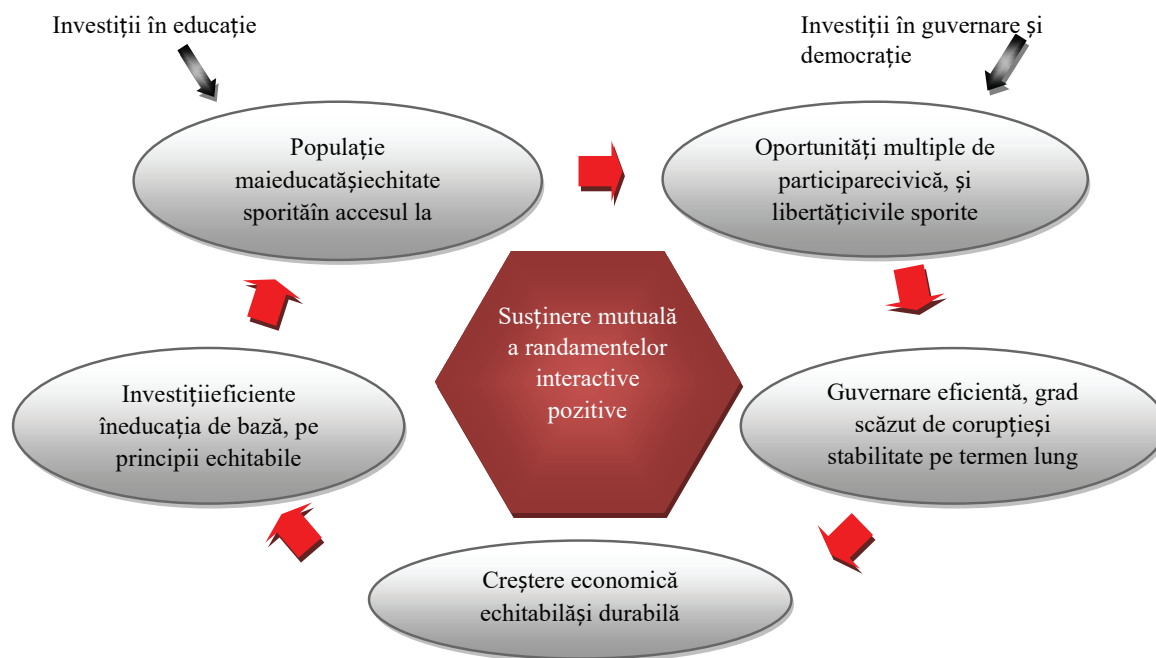 Investiții în educație
Investiții în guvernare și
democrație
Populație
maieducatășiechitate
sporităîn accesul la
Oportunități multiple de
participarecivică, și
libertățicivile sporite
Susținere mutuală
a randamentelor
interactive
pozitive
Investițiieficiente
îneducația de bază, pe
principii echitabile
Guvernare eficientă, grad
scăzut de corupțieși
stabilitate pe termen lung
Creștere economică
echitabilăși durabilă